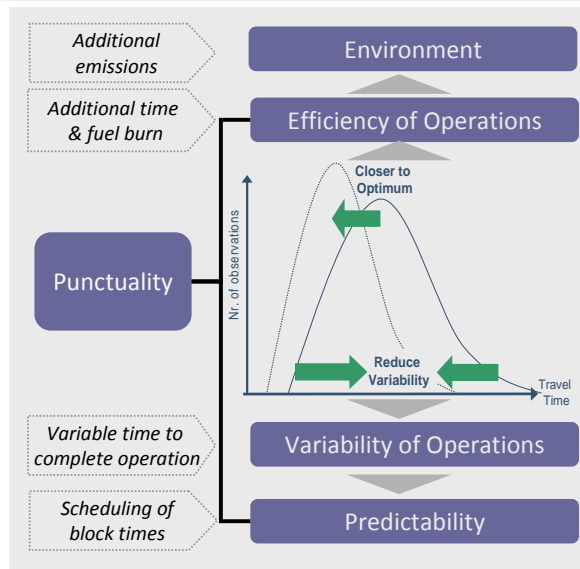 Additional
emissions
Environment
Additional time
& fuel burn
Efficiency of Operations
Closer to
Optimum
Nr. of observations
Punctuality
Reduce
Variability
Travel
Time
Variable time to
complete operation
Variability of Operations
Scheduling of
block times
Predictability